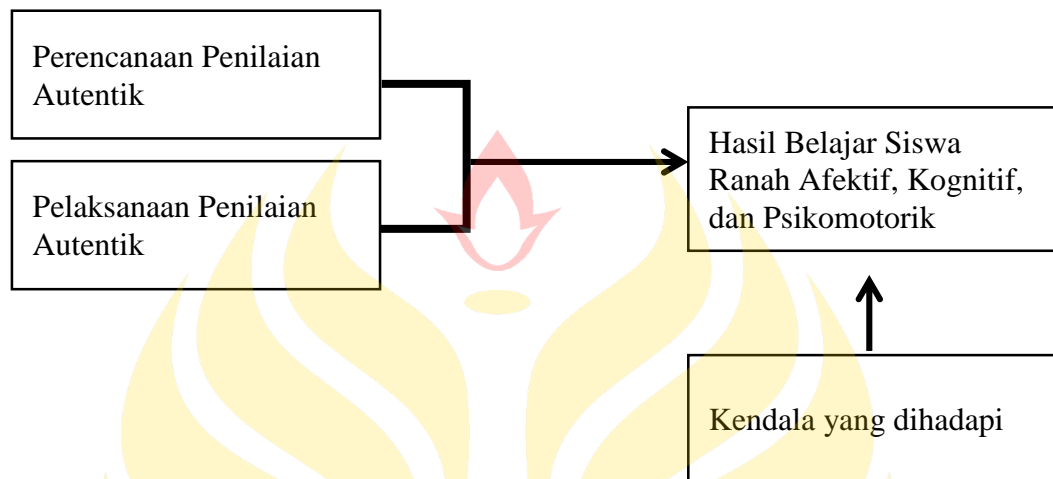 Perencanaan Penilaian
Autentik
Pelaksanaan Penilaian
Autentik
Hasil Belajar Siswa
Ranah Afektif, Kognitif,
dan Psikomotorik
Kendala yang dihadapi